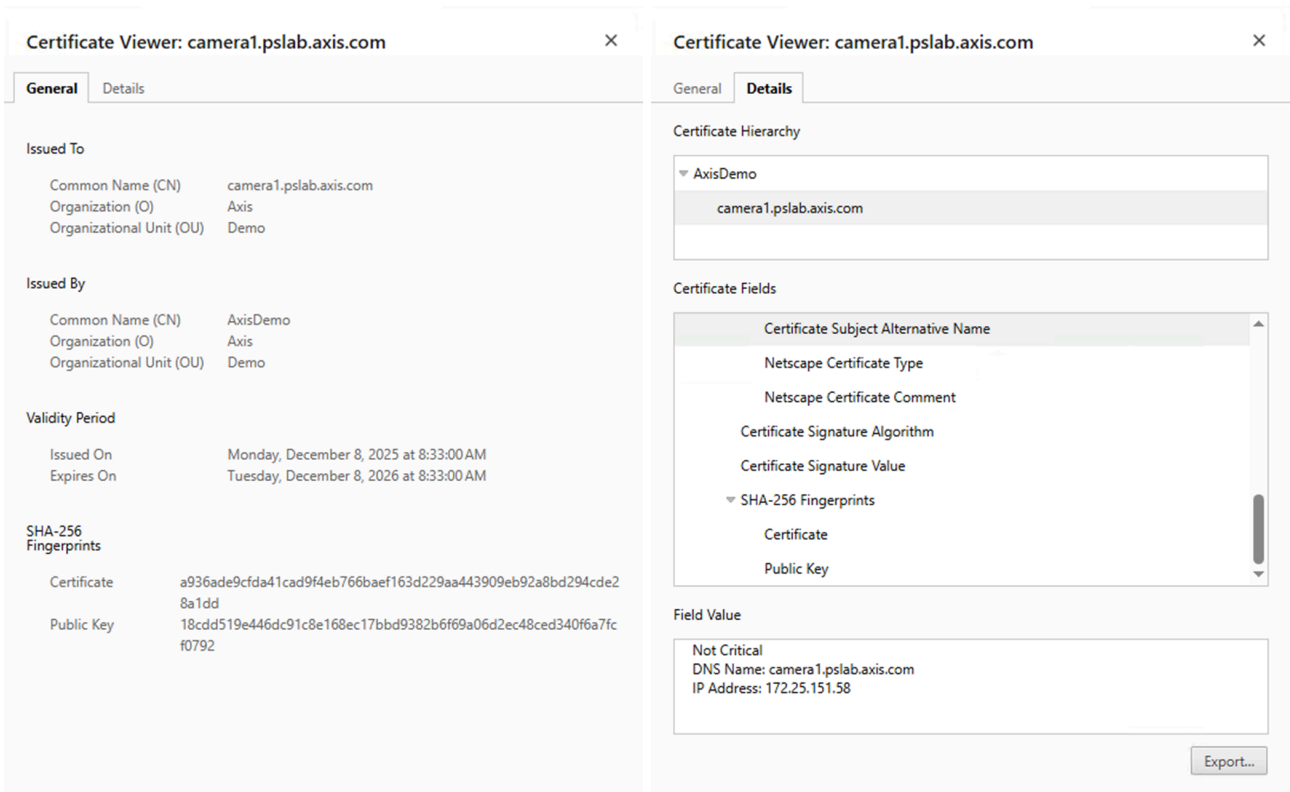 Certificate Viewer: camera1.pslab.axis.com
General Details
Issued To
Common Name (CN) camera1.pslab.axis.com
Organization (O) Axis
Organizational Unit (OU) Demo
Issued By
Common Name (CN) AxisDemo
Organization (O) Axis
Organizational Unit (OU) Demo
Validity Period
Issued On Monday, December 8, 2025 at 8:33:00 AM
Expires On Tuesday, December 8, 2026 at 8:33:00 AM
SHA-256
Fingerprints
Certificate a936ade9cfda41cad9f4eb766baef163d229aa443909eb92a8bd294cde2
8a1dd
Public Key 18cdd519e446dc91c8e168ec17bbd9382b6f69a06d2ec48ced340f6a7fc
f0792
Certificate Viewer: camera1.pslab.axis.com
General Details
Certificate Hierarchy
AxisDemo
camera1.pslab.axis.com
Certificate Fields
Certificate Subject Alternative Name
Netscape Certificate Type
Netscape Certificate Comment
Certificate Signature Algorithm
Certificate Signature Value
SHA-256 Fingerprints
Certificate
Public Key
Field Value
Not Critical
DNS Name: camera1.pslab.axis.com
IP Address: 172.25.151.58
Export...